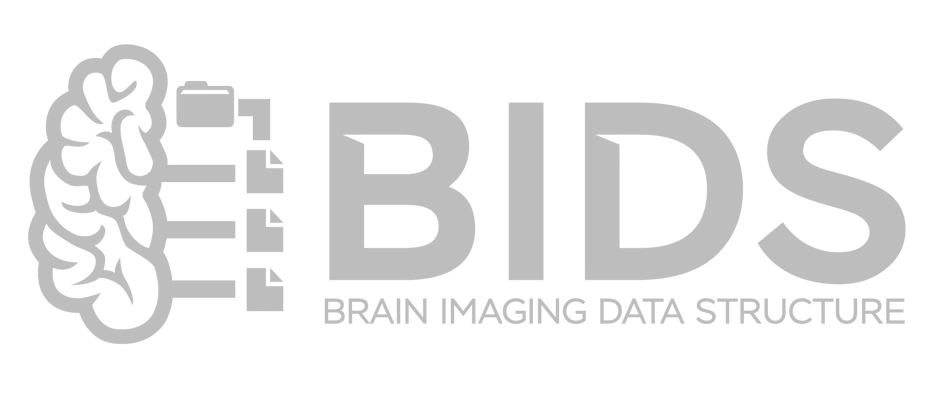 BIDS
BRAIN IMAGING DATA STRUCTURE